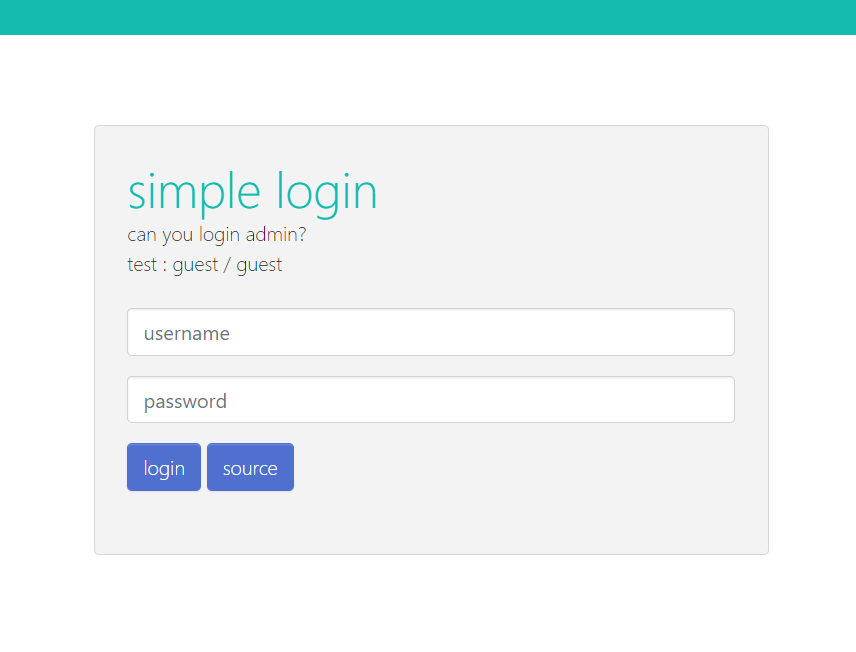 simple login
can you login admin?
test : guest / guest
username
password
login source